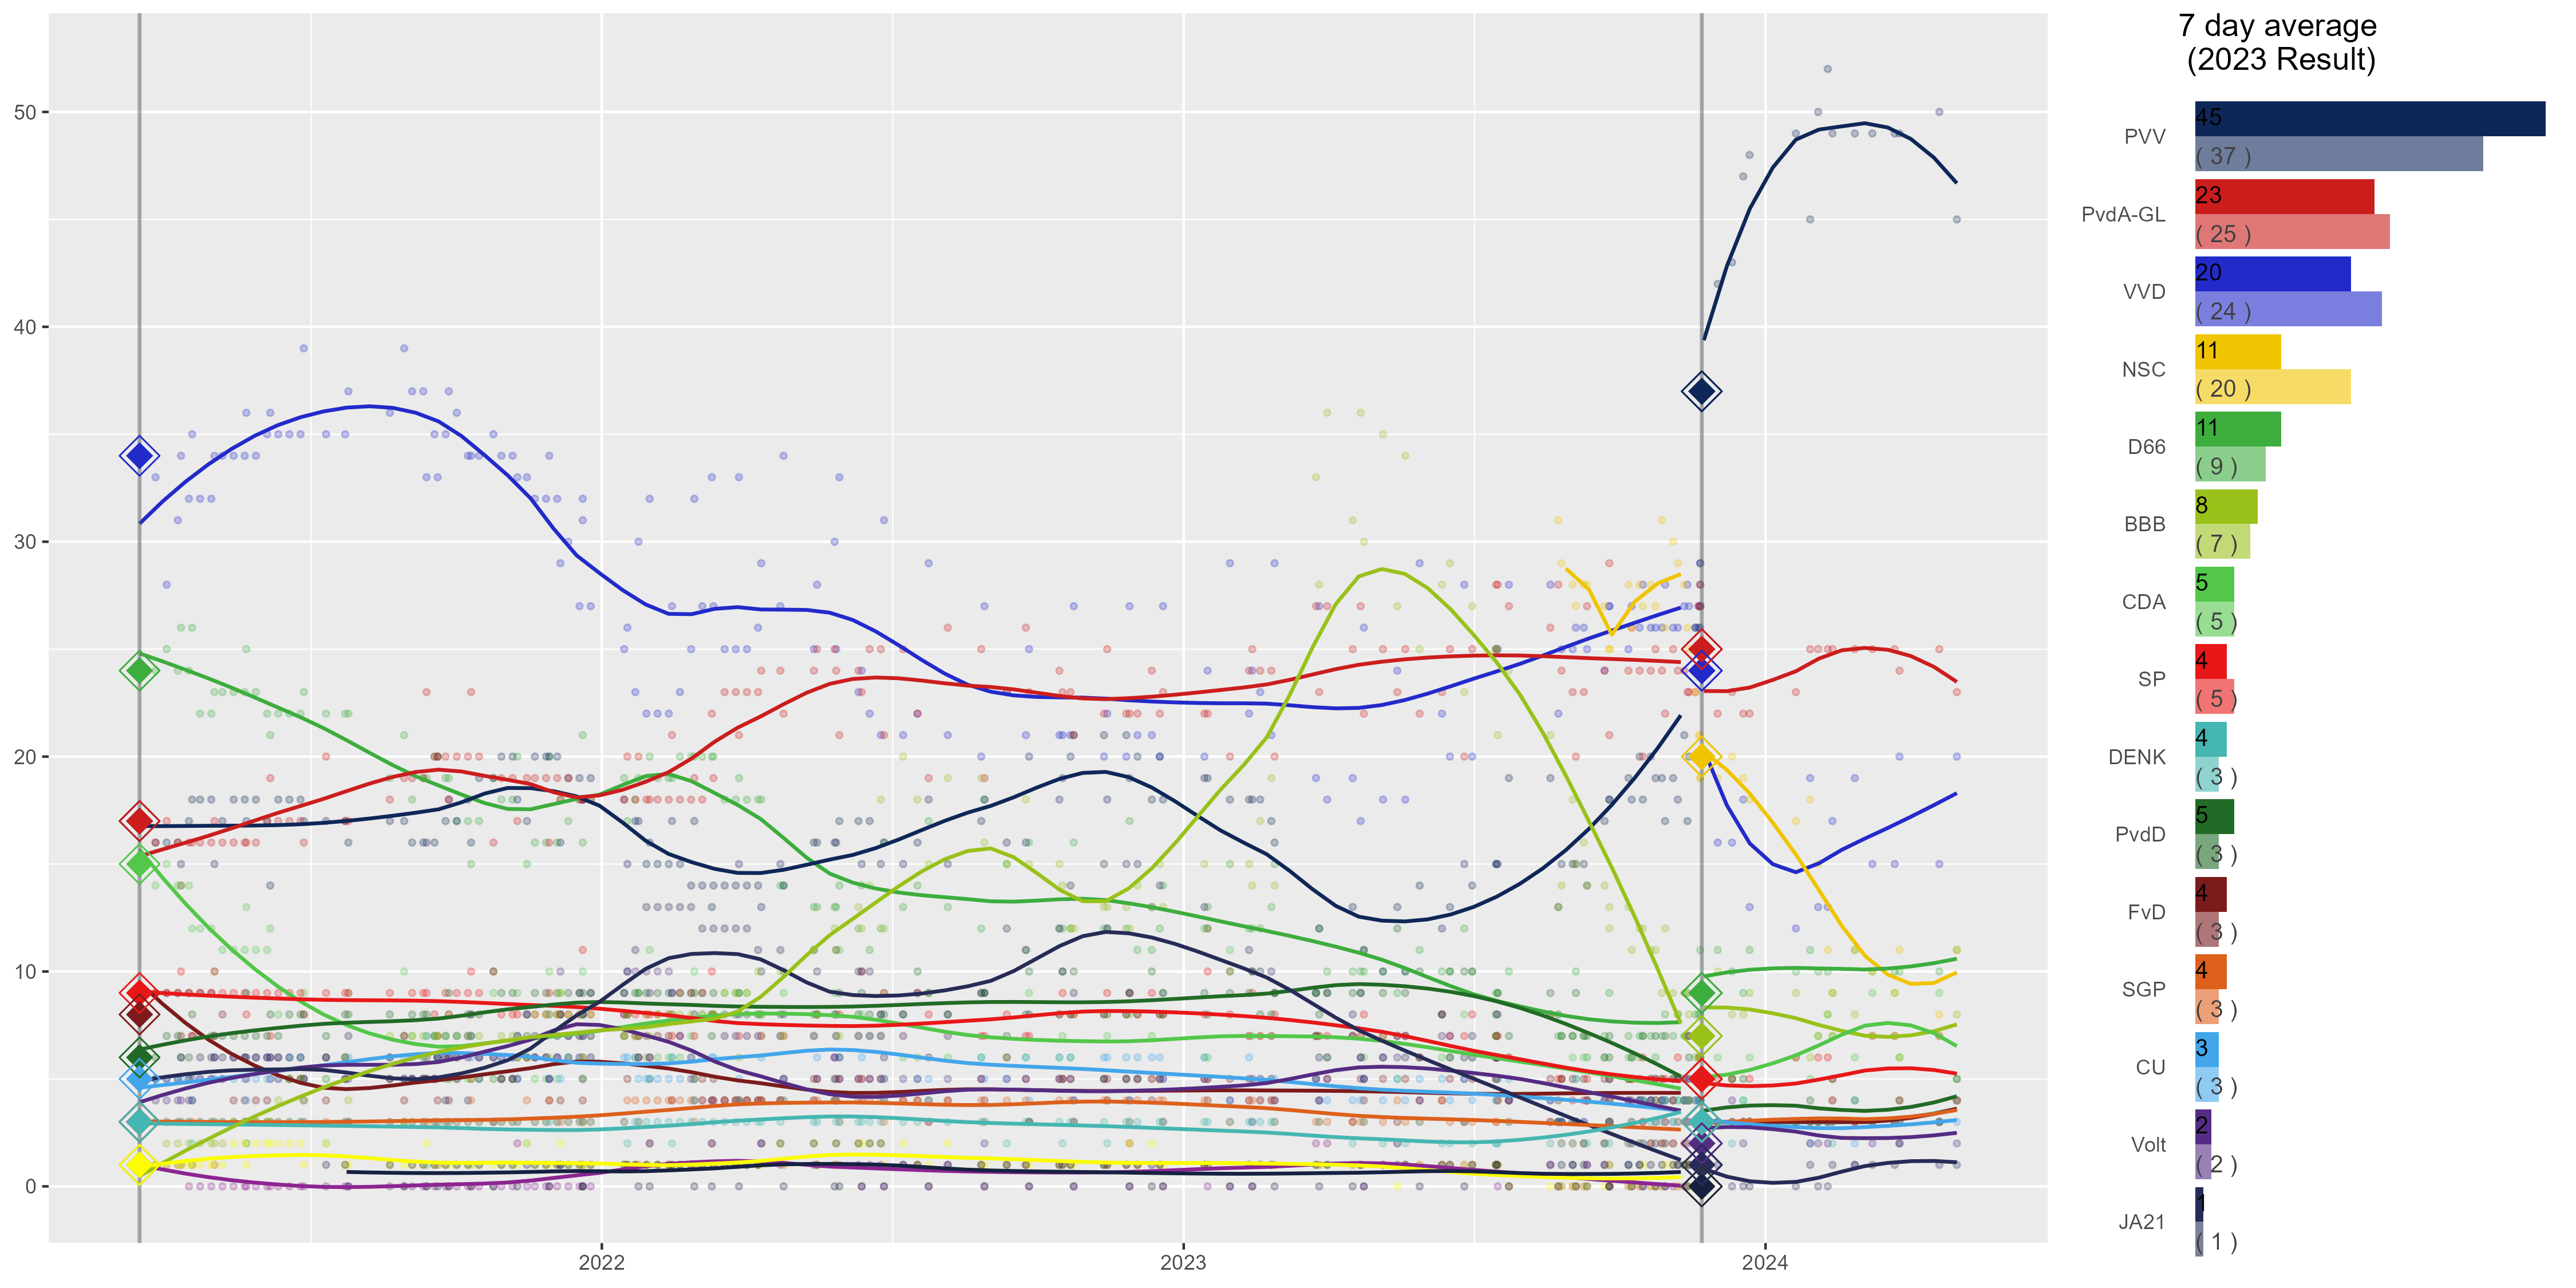 7 day average
(2023 Result)
50
40
30
20
10
0
2022
2023
2024
PVV
45
( 37 )
PvdA-GL
23
( 25 )
VVD
20
( 24 )
NSC
11
( 20 )
D66
11
( 9 )
BBB
8
( 7 )
CDA
5
( 5 )
SP
4
( 5 )
DENK
4
( 3 )
PvdD
5
( 3 )
FvD
4
( 3 )
SGP
4
( 3 )
CU
3
( 3 )
Volt
2
( 2 )
JA21
1
( 1 )